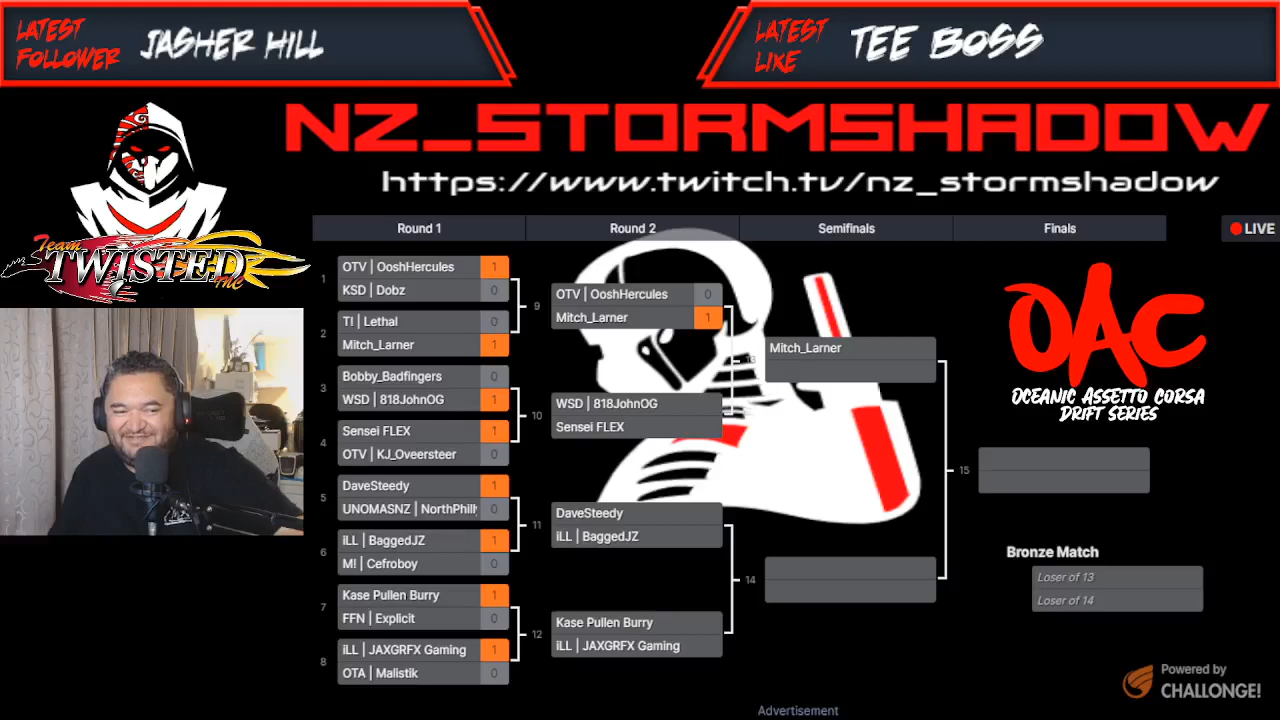 LATEST FOLLOWER
JASHER HILL
LATEST LIKE
TEE BOSS
NZ_STORMSHADOW
https://www.twitch.tv/nz_stormshadow
Team
TWISTED
INC
Round 1
Round 2
Semifinals
Finals
LIVE
1
OTV | OoshHercules 1
KSD | Dobz 0
2
T! | Lethal 0
Mitch_Larner 1
3
Bobby_Badfingers 0
WSD | 818JohnOG 1
4
Sensei FLEX 1
OTV | KJ_Oveersteer 0
5
DaveSteedy 1
UNOMASNZ | NorthPhill 0
6
iLL | BaggedJZ 1
M! | Cefroboy 0
7
Kase Pullen Burry 1
FFN | Explicit 0
8
iLL | JAXGRFX Gaming 1
OTA | Malistik 0
9
OTV | OoshHercules 0
Mitch_Larner 1
10
WSD | 818JohnOG
Sensei FLEX
11
DaveSteedy
iLL | BaggedJZ
12
Kase Pullen Burry
iLL | JAXGRFX Gaming
13
Mitch_Larner
14
15
OAC
OCEANIC ASSETTO CORSA
DRIFT SERIES
Bronze Match
Loser of 13
Loser of 14
Powered by
CHALLONGE!
Advertisement